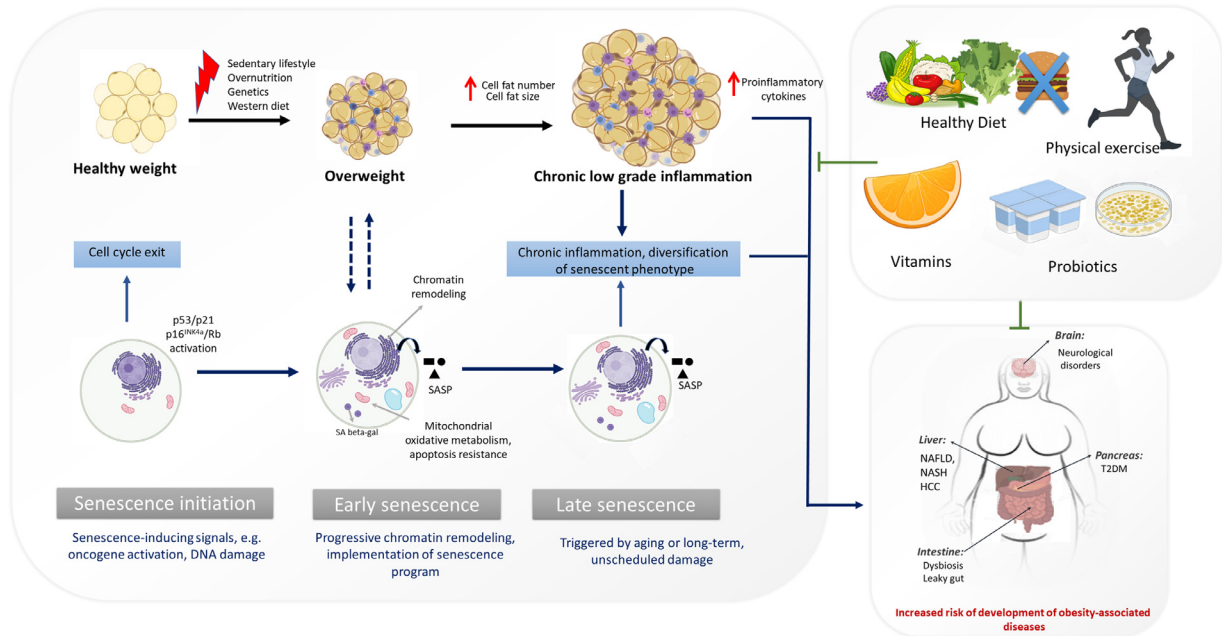 Sedentary lifestyle
Overnutrition
Genetics
Western diet
Healthy weight
Overweight
Cell fat number
Cell fat size
Chronic low grade inflammation
Proinflammatory
cytokines
Cell cycle exit
p53/p21
p16ᴵᴺᴷ⁴ᵃ/Rb
activation
Chromatin
remodeling
SASP
SA beta-gal
Mitochondrial
oxidative metabolism,
apoptosis resistance
Chronic inflammation, diversification
of senescent phenotype
SASP
Senescence initiation
Senescence-inducing signals, e.g.
oncogene activation, DNA damage
Early senescence
Progressive chromatin remodeling,
implementation of senescence
program
Late senescence
Triggered by aging or long-term,
unscheduled damage
Healthy Diet
Physical exercise
Vitamins
Probiotics
Brain:
Neurological
disorders
Liver:
NAFLD,
NASH
HCC
Pancreas:
T2DM
Intestine:
Dysbiosis
Leaky gut
Increased risk of development of obesity-associated
diseases